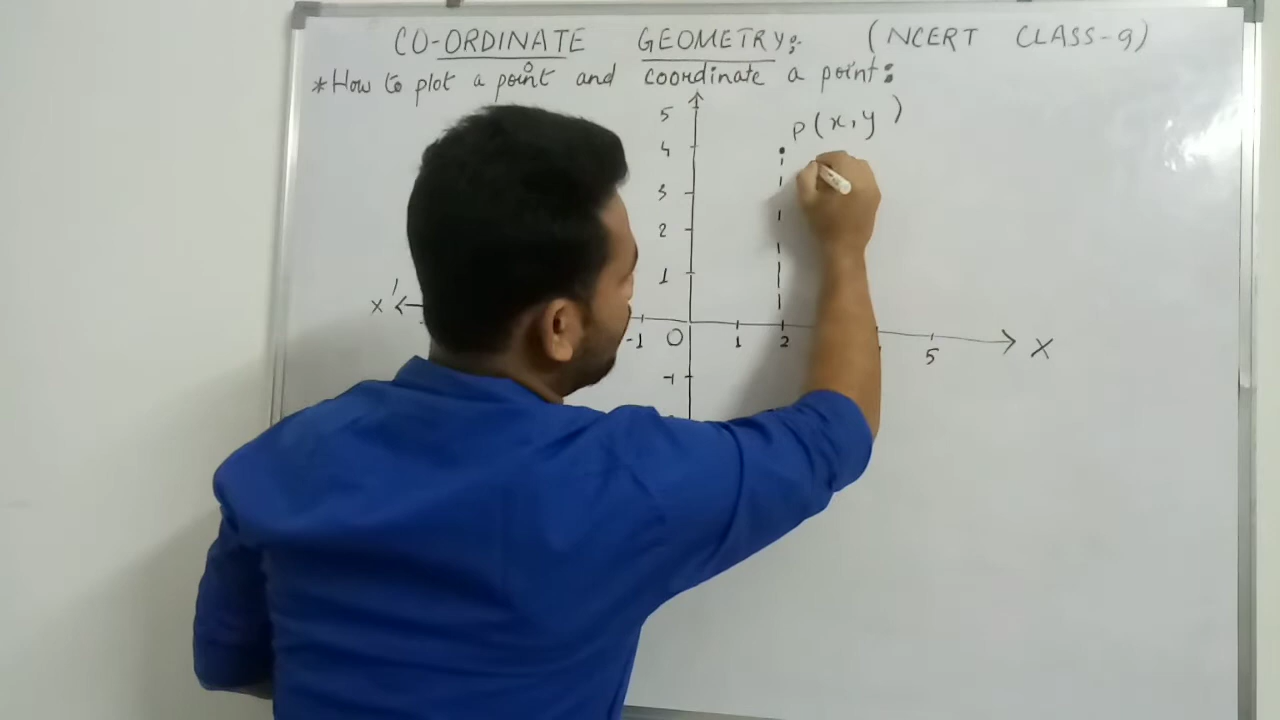 CO-ORDINATE GEOMETRY:- (NCERT CLASS-9)
*How to plot a point and coordinate a point:
5
P(x,y)
4
3
2
1
X'
-1 O 1 2 5 X
-1